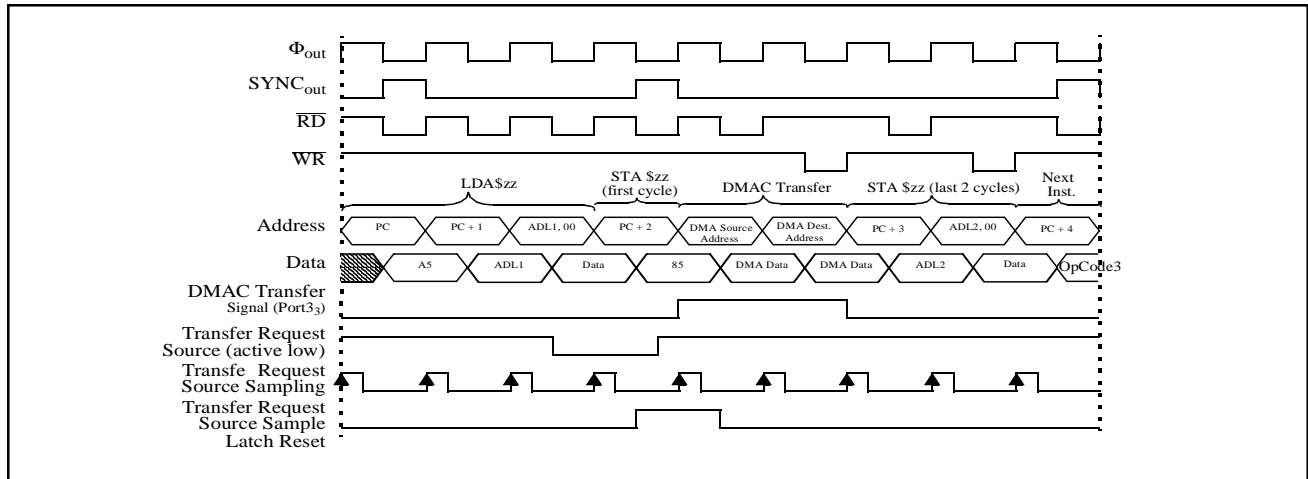 Φout
SYNCout
RD
WR
LDA$zz
STA $zz
(first cycle)
DMAC Transfer
STA $zz (last 2 cycles)
Next
Inst.
Address
PC
PC + 1
ADL1, 00
PC + 2
DMA Source
Address
DMA Dest.
Address
PC + 3
ADL2, 00
PC + 4
Data
A5
ADL1
Data
85
DMA Data
DMA Data
ADL2
Data
OpCode3
DMAC Transfer
Signal (Port33)
Transfer Request
Source (active low)
Transfe Request
Source Sampling
Transfer Request
Source Sample
Latch Reset